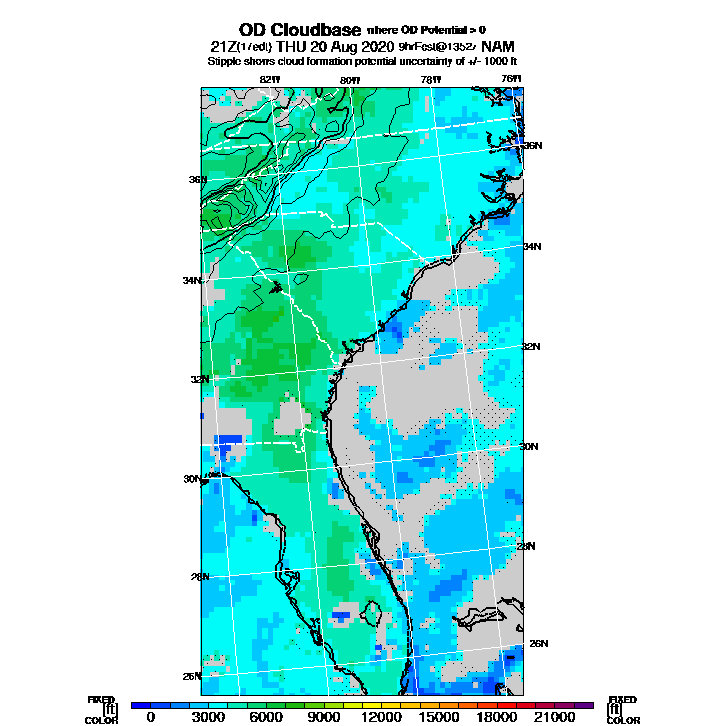 OD Cloudbase where OD Potential > 0
21Z(17edt) THU 20 Aug 2020 9hrFcst@1352z NAM
Stipple shows cloud formation potential uncertainty of +/- 1000 ft
82W 80W 78W 76W
36N
36N
34N
34N
32N
32N
30N
30N
28N
28N
26N
26N
FIXED FIXED
[ft] [ft]
COLOR 0 3000 6000 9000 12000 15000 18000 21000 COLOR